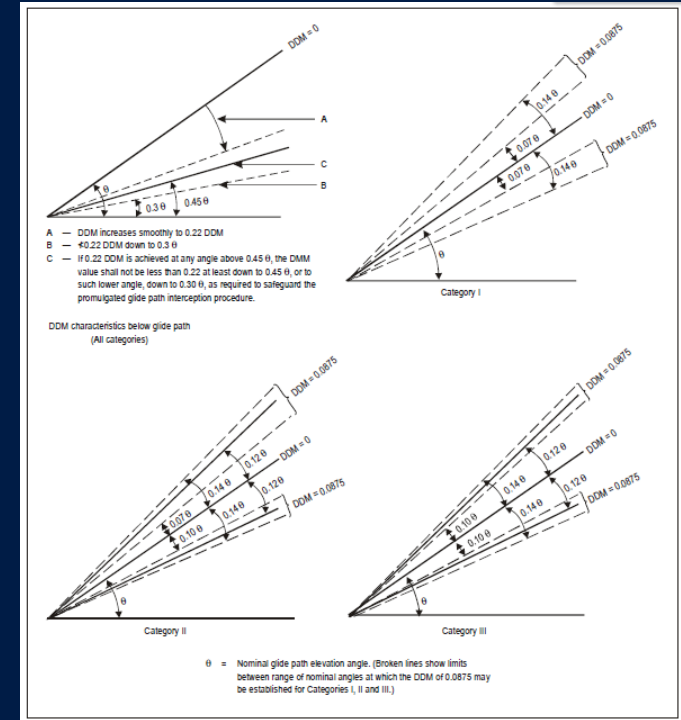 DDM = 0
A
C
B
θ
0.3 θ
0.45 θ
A — DDM increases smoothly to 0.22 DDM
B — ≮0.22 DDM down to 0.3 θ
C — If 0.22 DDM is achieved at any angle above 0.45 θ, the DMM
value shall not be less than 0.22 at least down to 0.45 θ, or to
such lower angle, down to 0.30 θ, as required to safeguard the
promulgated glide path interception procedure.
DDM characteristics below glide path
(All categories)
DDM = 0.0875
0.14 θ
DDM = 0
0.07 θ
DDM = 0.0875
0.07 θ
0.14 θ
θ
Category I
DDM = 0.0875
DDM = 0
0.12 θ
0.14 θ
0.12 θ
DDM = 0.0875
0.07 θ
0.14 θ
0.10 θ
θ
Category II
DDM = 0.0875
DDM = 0
0.12 θ
0.14 θ
0.12 θ
DDM = 0.0875
0.10 θ
0.14 θ
0.10 θ
θ
Category III
θ = Nominal glide path elevation angle. (Broken lines show limits
between range of nominal angles at which the DDM of 0.0875 may
be established for Categories I, II and III.)